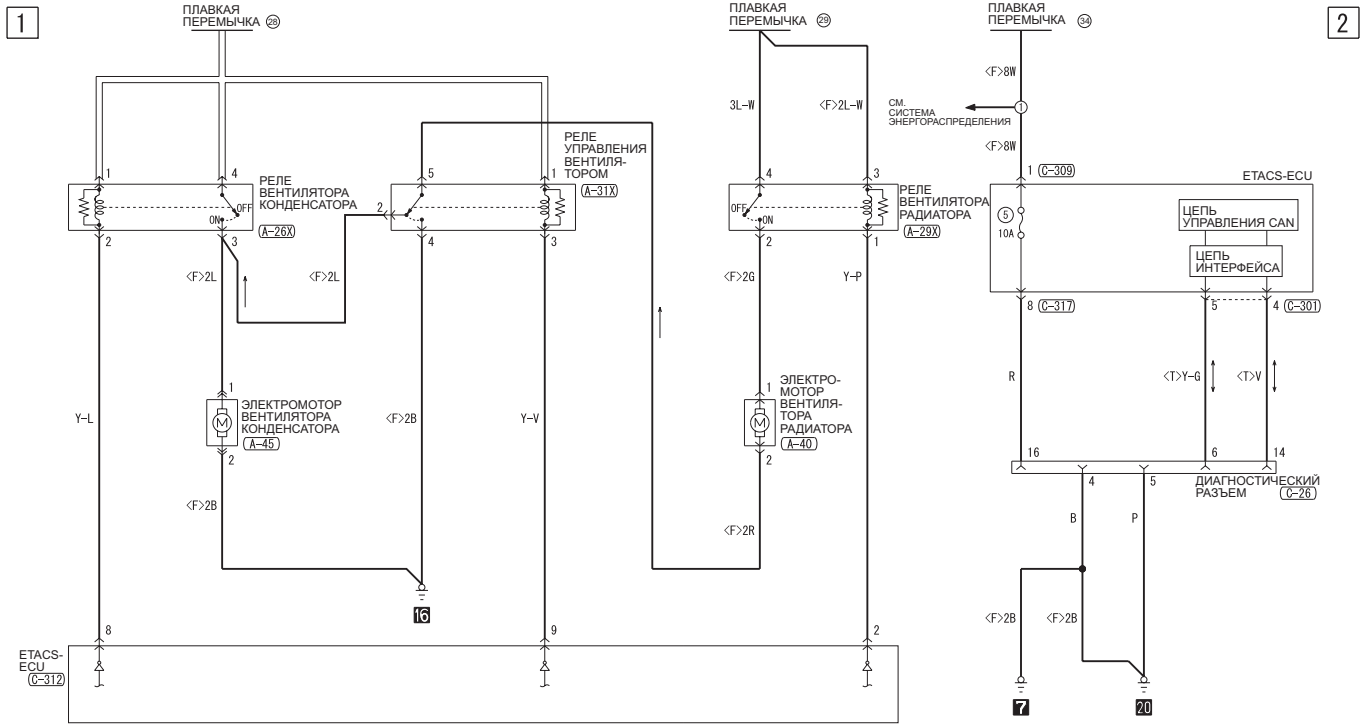 1
ПЛАВКАЯ
ПЕРЕМЫЧКА 28
ПЛАВКАЯ
ПЕРЕМЫЧКА 29
ПЛАВКАЯ
ПЕРЕМЫЧКА 34
2
<F>8W
3L-W
<F>2L-W
СМ.
СИСТЕМА
ЭНЕРГОРАСПРЕДЕЛЕНИЯ
1
<F>8W
1
4
РЕЛЕ
ВЕНТИЛЯТОРА
КОНДЕНСАТОРА
A-26X
OFF
ON
2
3
5
1
РЕЛЕ
УПРАВЛЕНИЯ
ВЕНТИЛЯ-
ТОРОМ
A-31X
2
4
3
4
3
РЕЛЕ
ВЕНТИЛЯТОРА
РАДИАТОРА
A-29X
OFF
ON
2
1
1
C-309
ETACS-ECU
5
10A
ЦЕПЬ
УПРАВЛЕНИЯ CAN
ЦЕПЬ
ИНТЕРФЕЙСА
8
C-317
5
4
C-301
<F>2L
<F>2L
<F>2G
Y-P
R
<T>Y-G
<T>V
Y-L
1
M
ЭЛЕКТРОМОТОР
ВЕНТИЛЯТОРА
КОНДЕНСАТОРА
A-45
2
<F>2B
Y-V
1
M
ЭЛЕКТРО-
МОТОР
ВЕНТИЛЯ-
ТОРА
РАДИАТОРА
A-40
2
16
6
14
4
5
ДИАГНОСТИЧЕСКИЙ
РАЗЪЕМ
C-26
<F>2B
<F>2R
B
P
16
<F>2B
<F>2B
8
9
2
ETACS-
ECU
C-312
7
20